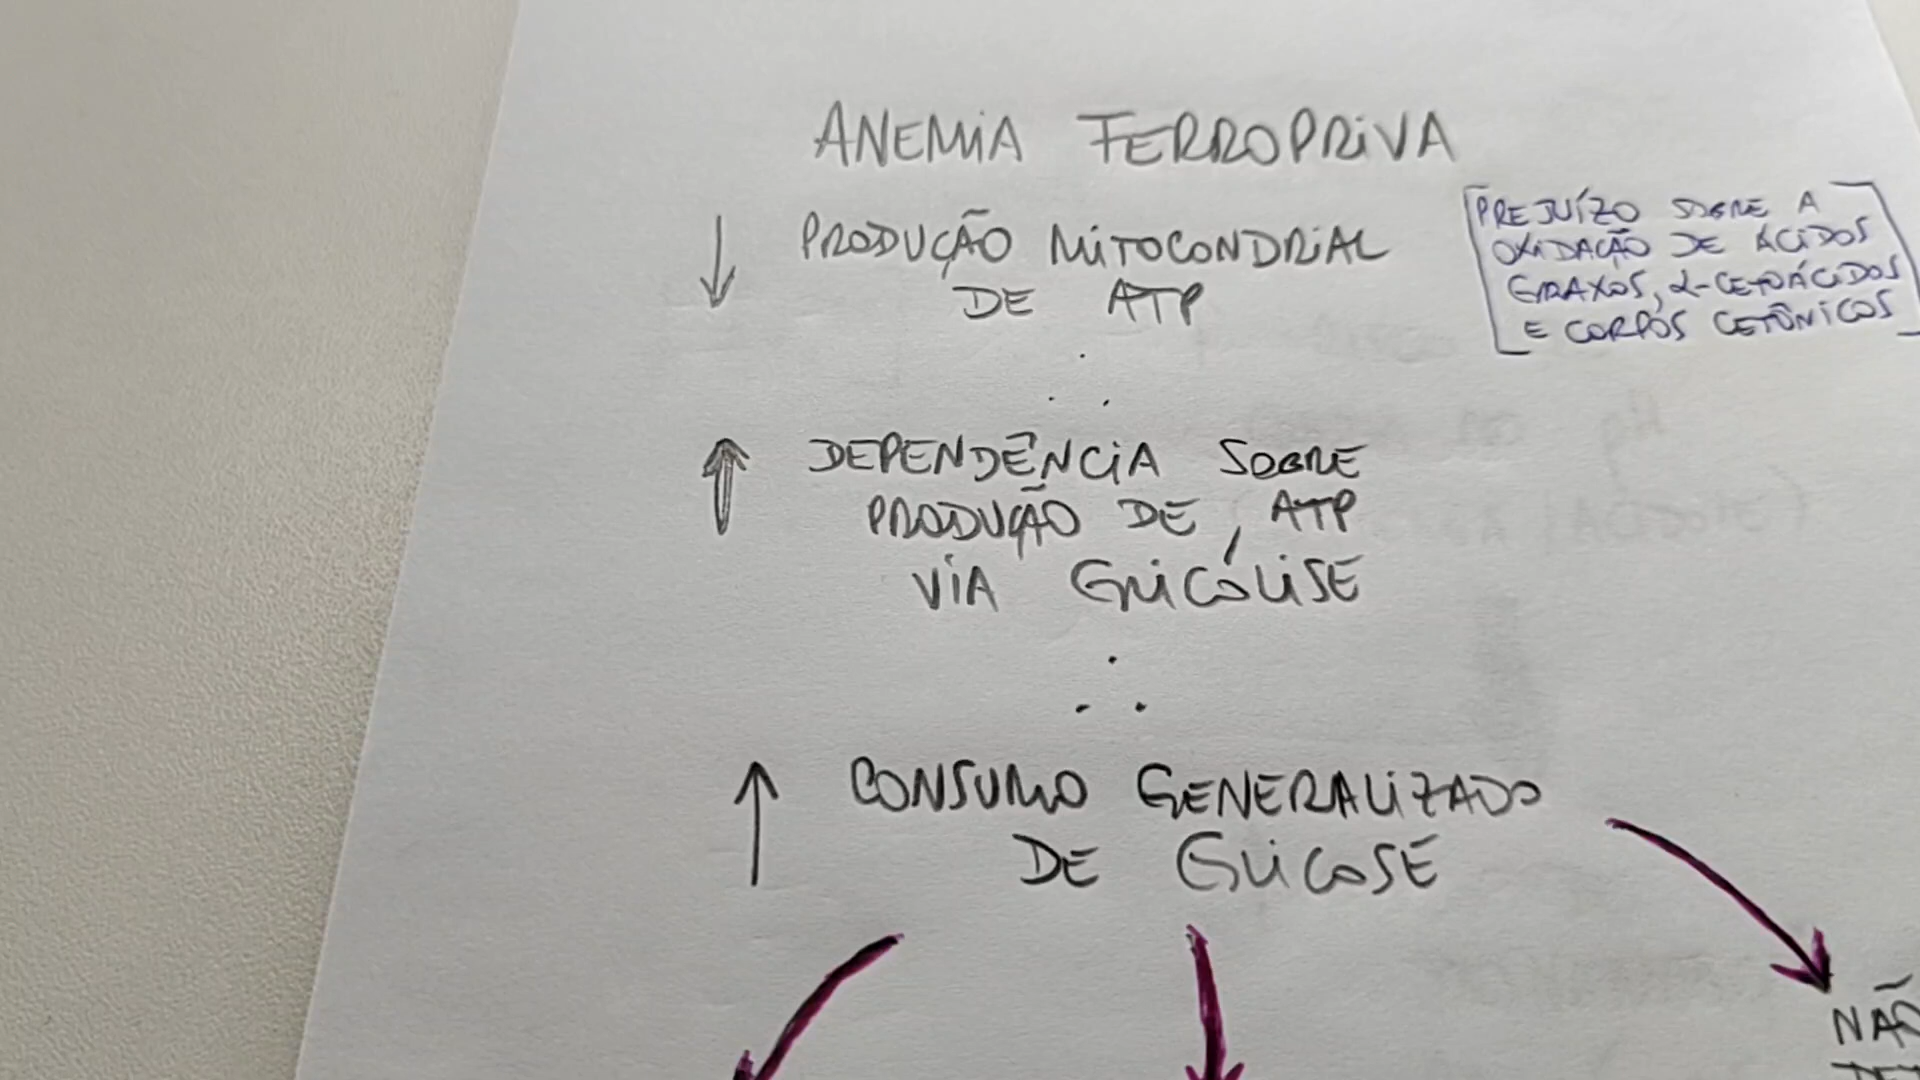 ANEMIA FERROPRIVA
↓ PRODUÇÃO MITOCONDRIAL
DE ATP
[PREJUÍZO SOBRE A
OXIDAÇÃO DE ÁCIDOS
GRAXOS, α-CETOÁCIDOS
E CORPOS CETÔNICOS]
∴
↑ DEPENDÊNCIA SOBRE
PRODUÇÃO DE ATP
VIA GLICÓLISE
∴
↑ CONSUMO GENERALIZADO
DE GLICOSE
NÃO